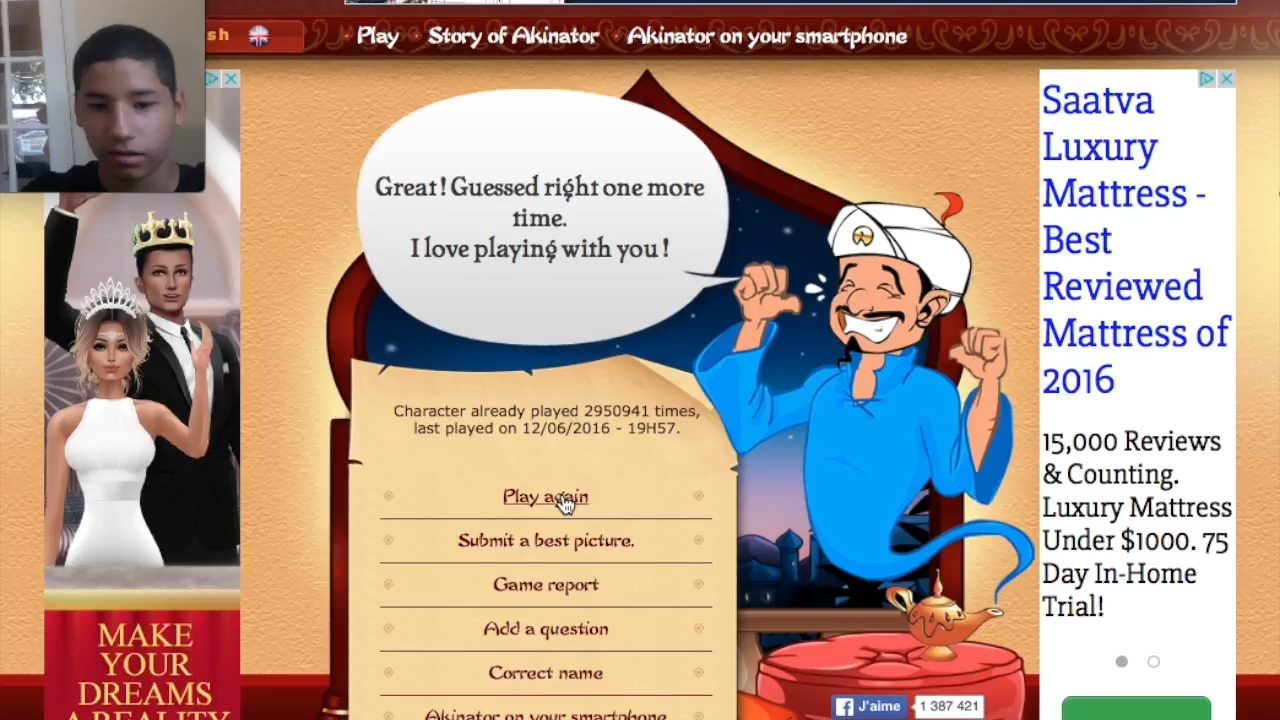 sh
Play
Story of Akinator
Akinator on your smartphone
Great! Guessed right one more
time.
I love playing with you !
Character already played 2950941 times,
last played on 12/06/2016 - 19H57.
Play again
Submit a best picture.
Game report
Add a question
Correct name
Akinator on your smartphone
MAKE
YOUR
DREAMS
A REALITY
Saatva
Luxury
Mattress -
Best
Reviewed
Mattress of
2016
15,000 Reviews
& Counting.
Luxury Mattress
Under $1000. 75
Day In-Home
Trial!
J'aime
1 387 421